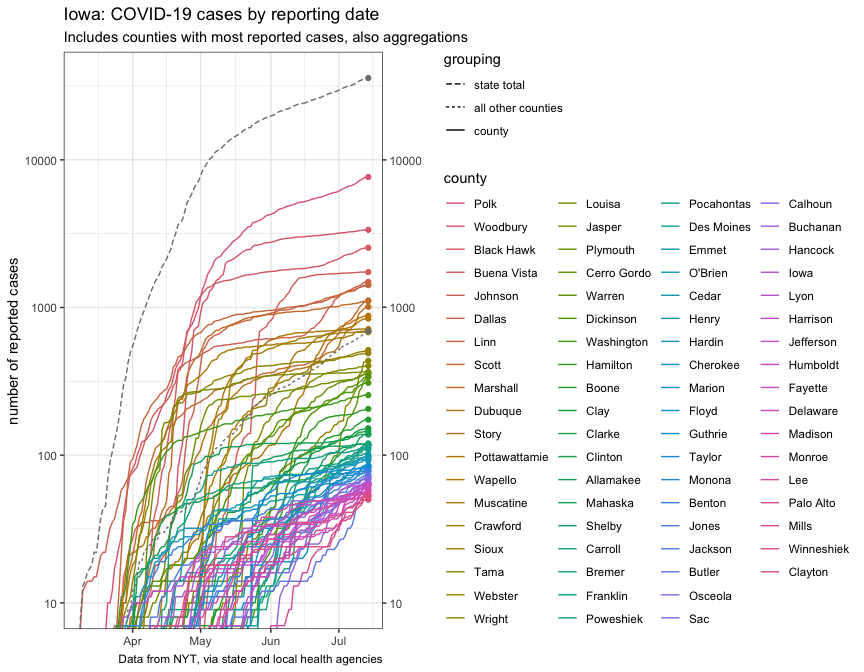 Iowa: COVID-19 cases by reporting date
Includes counties with most reported cases, also aggregations
number of reported cases
10000
1000
100
10
10000
1000
100
10
Apr
May
Jun
Jul
Data from NYT, via state and local health agencies
grouping
state total
all other counties
county
county
Polk
Woodbury
Black Hawk
Buena Vista
Johnson
Dallas
Linn
Scott
Marshall
Dubuque
Story
Pottawattamie
Wapello
Muscatine
Crawford
Sioux
Tama
Webster
Wright
Louisa
Jasper
Plymouth
Cerro Gordo
Warren
Dickinson
Washington
Hamilton
Boone
Clay
Clarke
Clinton
Allamakee
Mahaska
Shelby
Carroll
Bremer
Franklin
Poweshiek
Pocahontas
Des Moines
Emmet
O'Brien
Cedar
Henry
Hardin
Cherokee
Marion
Floyd
Guthrie
Taylor
Monona
Benton
Jones
Jackson
Butler
Osceola
Sac
Calhoun
Buchanan
Hancock
Iowa
Lyon
Harrison
Jefferson
Humboldt
Fayette
Delaware
Madison
Monroe
Lee
Palo Alto
Mills
Winneshiek
Clayton